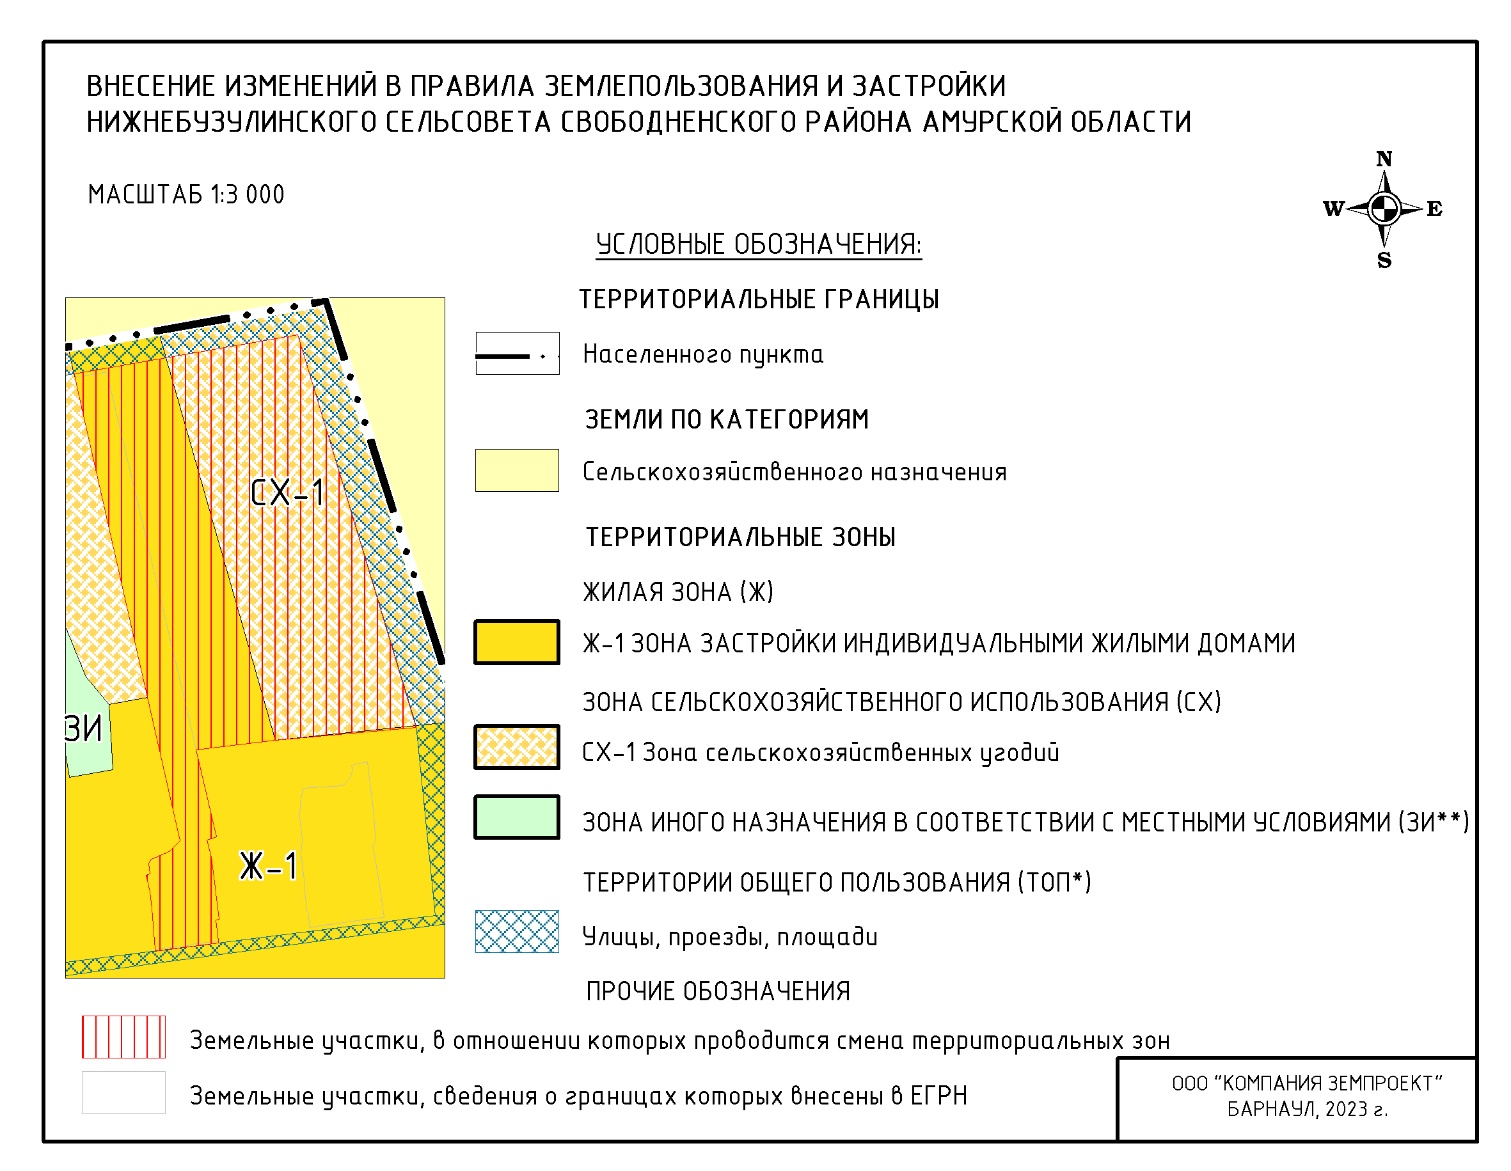 ВНЕСЕНИЕ ИЗМЕНЕНИЙ В ПРАВИЛА ЗЕМЛЕПОЛЬЗОВАНИЯ И ЗАСТРОЙКИ
НИЖНЕБУЗУЛИНСКОГО СЕЛЬСОВЕТА СВОБОДНЕНСКОГО РАЙОНА АМУРСКОЙ ОБЛАСТИ
МАСШТАБ 1:3 000
N
W E
S
УСЛОВНЫЕ ОБОЗНАЧЕНИЯ:
ТЕРРИТОРИАЛЬНЫЕ ГРАНИЦЫ
Населенного пункта
ЗЕМЛИ ПО КАТЕГОРИЯМ
Сельскохозяйственного назначения
ТЕРРИТОРИАЛЬНЫЕ ЗОНЫ
ЖИЛАЯ ЗОНА (Ж)
Ж-1 ЗОНА ЗАСТРОЙКИ ИНДИВИДУАЛЬНЫМИ ЖИЛЫМИ ДОМАМИ
ЗОНА СЕЛЬСКОХОЗЯЙСТВЕННОГО ИСПОЛЬЗОВАНИЯ (СХ)
СХ-1 Зона сельскохозяйственных угодий
ЗОНА ИНОГО НАЗНАЧЕНИЯ В СООТВЕТСТВИИ С МЕСТНЫМИ УСЛОВИЯМИ (ЗИ**)
ТЕРРИТОРИИ ОБЩЕГО ПОЛЬЗОВАНИЯ (ТОП*)
Улицы, проезды, площади
ПРОЧИЕ ОБОЗНАЧЕНИЯ
СХ-1
ЗИ
Ж-1
Земельные участки, в отношении которых проводится смена территориальных зон
Земельные участки, сведения о границах которых внесены в ЕГРН
ООО "КОМПАНИЯ ЗЕМПРОЕКТ"
БАРНАУЛ, 2023 г.